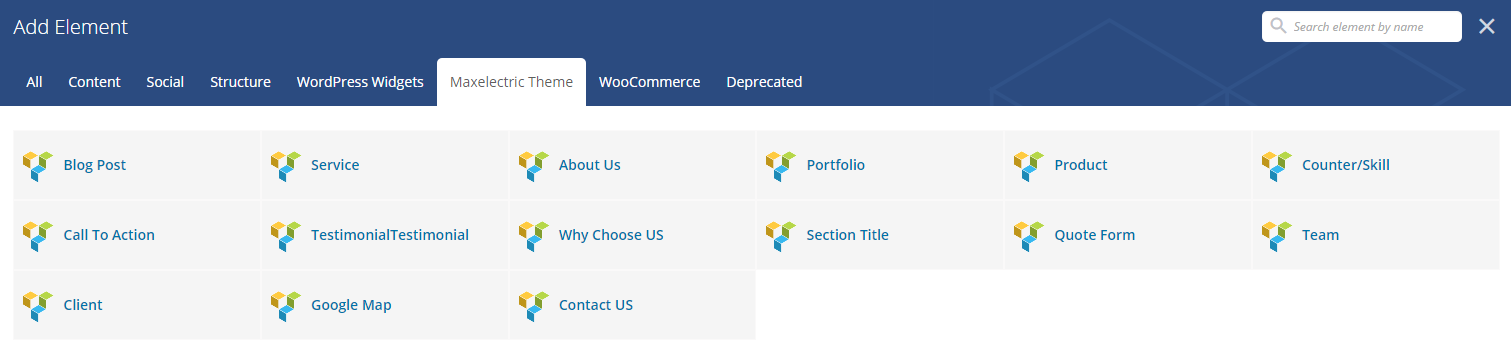 Add Element
Search element by name
All Content Social Structure WordPress Widgets Maxelectric Theme WooCommerce Deprecated
Blog Post Service About Us Portfolio Product Counter/Skill
Call To Action TestimonialTestimonial Why Choose US Section Title Quote Form Team
Client Google Map Contact US